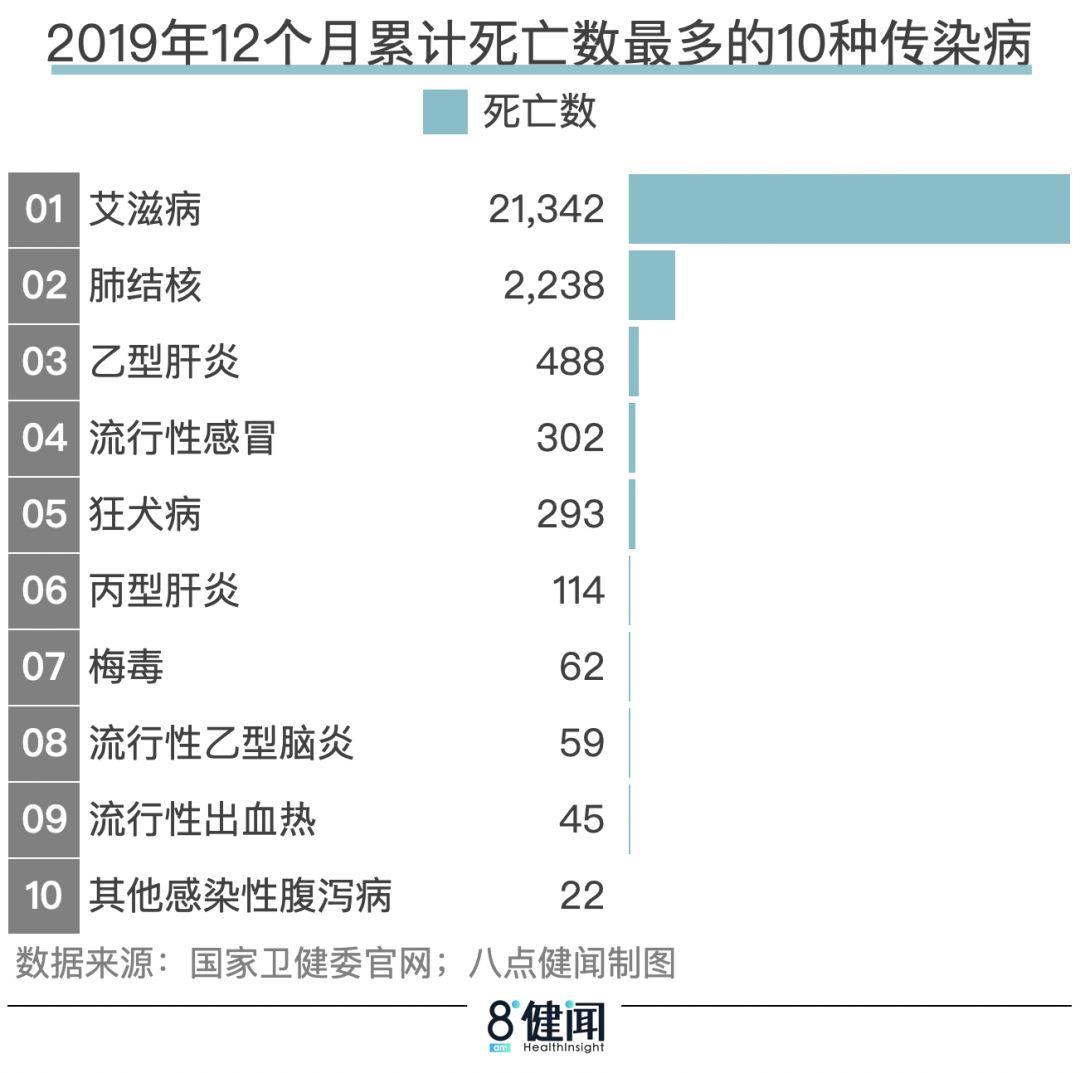 2019年12个月累计死亡数最多的10种传染病
死亡数
01 艾滋病 21,342
02 肺结核 2,238
03 乙型肝炎 488
04 流行性感冒 302
05 狂犬病 293
06 丙型肝炎 114
07 梅毒 62
08 流行性乙型脑炎 59
09 流行性出血热 45
10 其他感染性腹泻病 22
数据来源：国家卫健委官网；八点健闻制图
8健闻
am HealthInsight